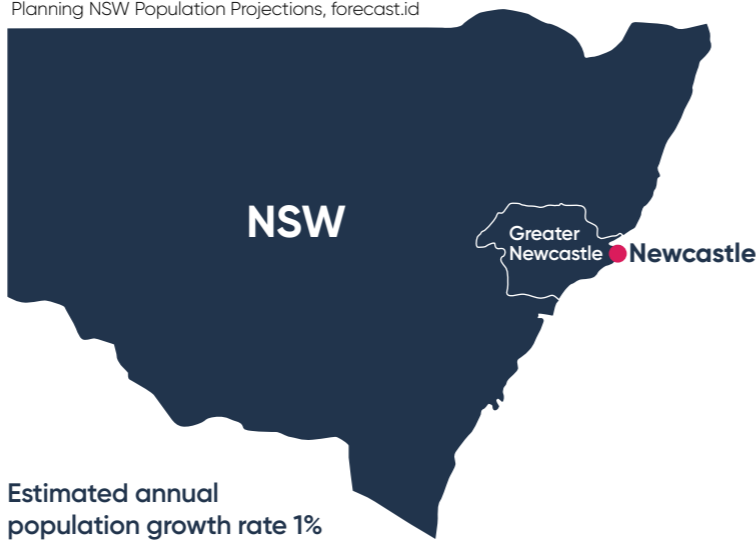 Planning NSW Population Projections, forecast.id
NSW
Greater
Newcastle
Newcastle
Estimated annual
population growth rate 1%